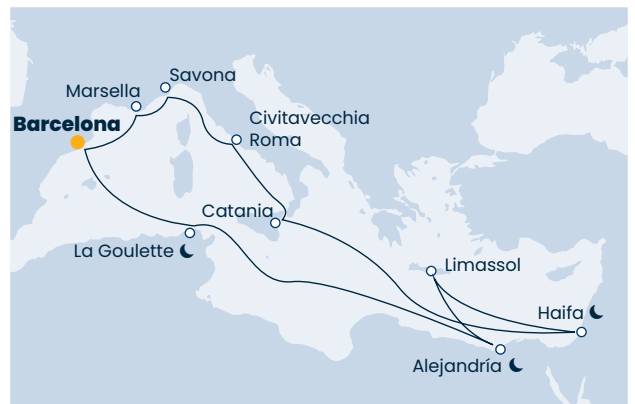 Savona
Marsella
Barcelona
Civitavecchia
Roma
Catania
La Goulette
Limassol
Haifa
Alejandría